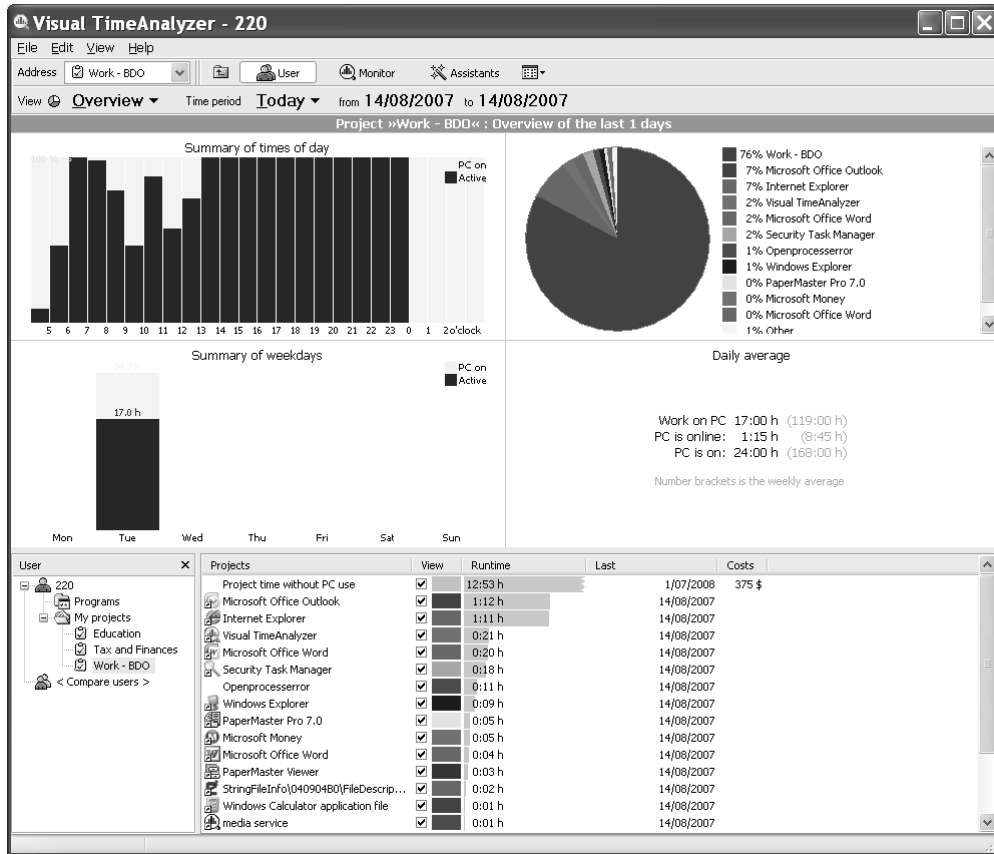 Visual TimeAnalyzer - 220
File Edit View Help
Address Work - BDO User Monitor Assistants
View Overview Time period Today from 14/08/2007 to 14/08/2007
Project »Work - BDO« : Overview of the last 1 days
Summary of times of day
100 %
PC on
Active
5 6 7 8 9 10 11 12 13 14 15 16 17 18 19 20 21 22 23 0 1 2 o'clock
76% Work - BDO
7% Microsoft Office Outlook
7% Internet Explorer
2% Visual TimeAnalyzer
2% Microsoft Office Word
2% Security Task Manager
1% Openprocesserror
1% Windows Explorer
0% PaperMaster Pro 7.0
0% Microsoft Money
0% Microsoft Office Word
1% Other
Summary of weekdays
24.0 h
PC on
Active
17.0 h
Mon Tue Wed Thu Fri Sat Sun
Daily average
Work on PC 17:00 h (119:00 h)
PC is online: 1:15 h (8:45 h)
PC is on: 24:00 h (168:00 h)
Number brackets is the weekly average
User
220
Programs
My projects
Education
Tax and Finances
Work - BDO
< Compare users >
Projects View Runtime Last Costs
Project time without PC use 12:53 h 1/07/2008 375 $
Microsoft Office Outlook 1:12 h 14/08/2007
Internet Explorer 1:11 h 14/08/2007
Visual TimeAnalyzer 0:21 h 14/08/2007
Microsoft Office Word 0:20 h 14/08/2007
Security Task Manager 0:18 h 14/08/2007
Openprocesserror 0:11 h 14/08/2007
Windows Explorer 0:09 h 14/08/2007
PaperMaster Pro 7.0 0:05 h 14/08/2007
Microsoft Money 0:05 h 14/08/2007
Microsoft Office Word 0:04 h 14/08/2007
PaperMaster Viewer 0:03 h 14/08/2007
StringFileInfo\040904B0\FileDescrip... 0:02 h 14/08/2007
Windows Calculator application file 0:01 h 14/08/2007
media service 0:01 h 14/08/2007